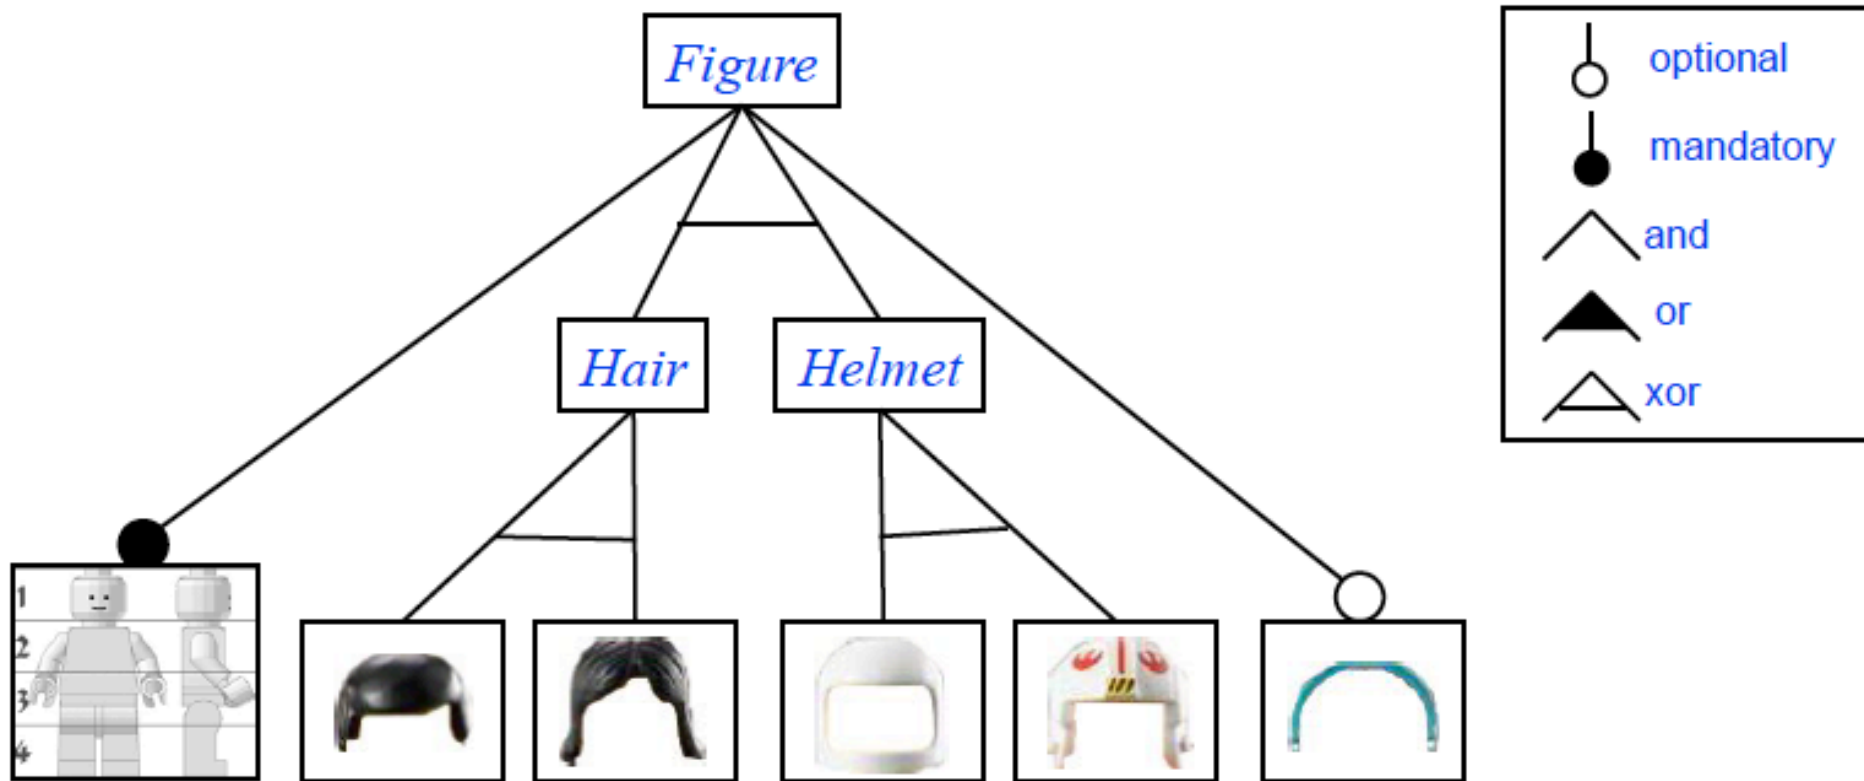 Figure
optional
mandatory
and
or
xor
Hair
Helmet
1
2
3
4